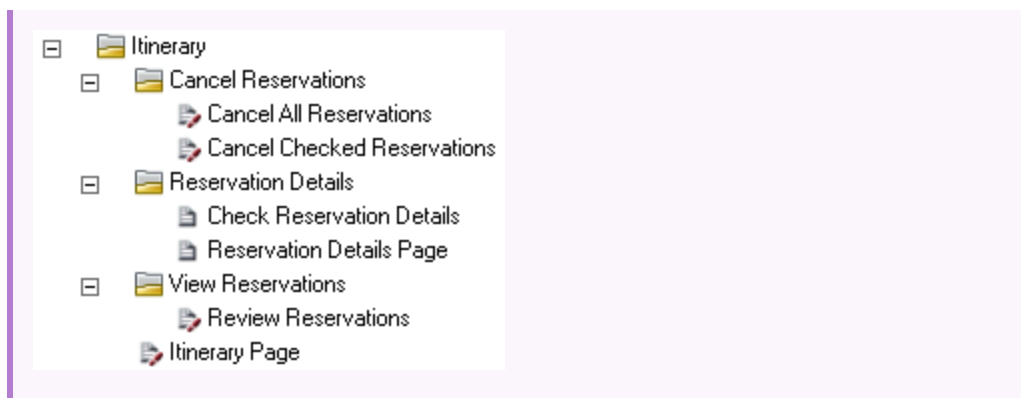 Itinerary
Cancel Reservations
Cancel All Reservations
Cancel Checked Reservations
Reservation Details
Check Reservation Details
Reservation Details Page
View Reservations
Review Reservations
Itinerary Page